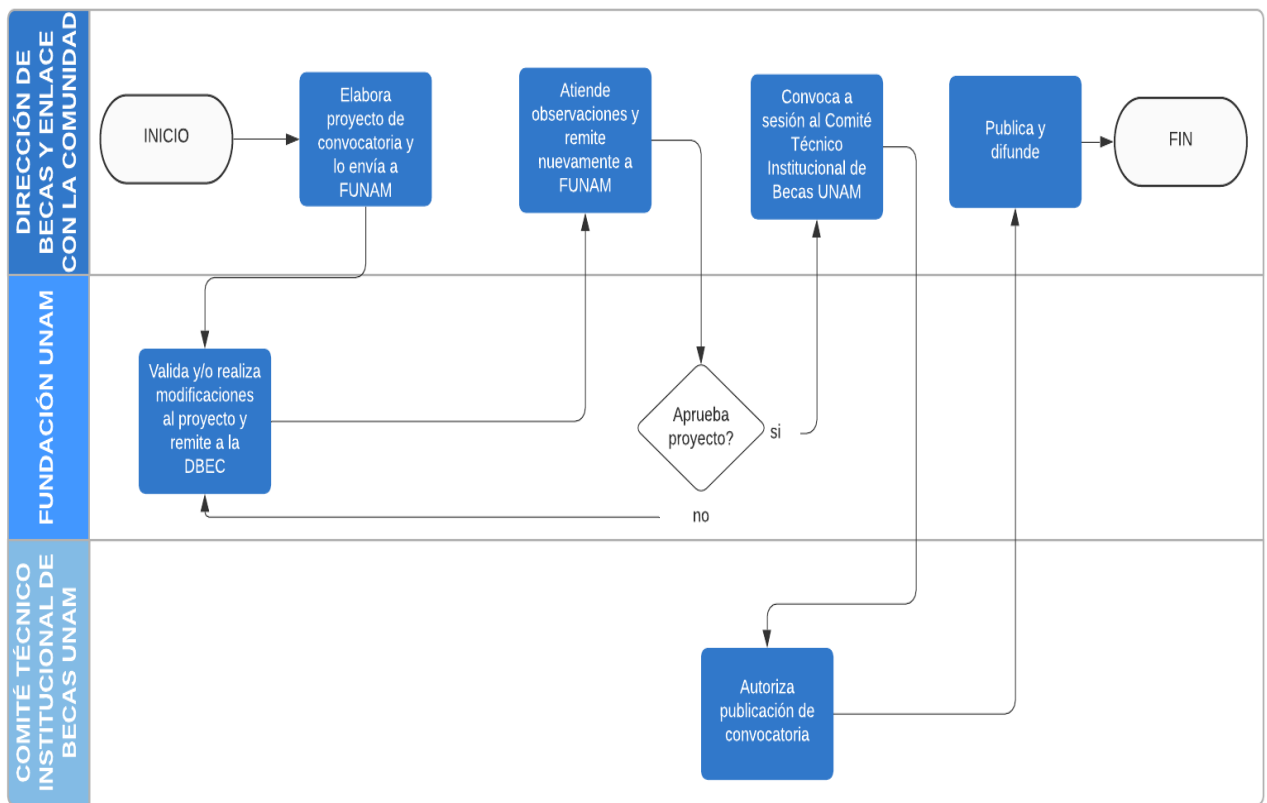 DIRECCIÓN DE
BECAS Y ENLACE
CON LA COMUNIDAD
INICIO
Elabora
proyecto de
convocatoria y
lo envía a
FUNAM
Atiende
observaciones y
remite
nuevamente a
FUNAM
Convoca a
sesión al Comité
Técnico
Institucional de
Becas UNAM
Publica y
difunde
FIN
FUNDACIÓN UNAM
Valida y/o realiza
modificaciones
al proyecto y
remite a la
DBEC
Aprueba
proyecto?
si
no
COMITÉ TÉCNICO
INSTITUCIONAL DE
BECAS UNAM
Autoriza
publicación de
convocatoria